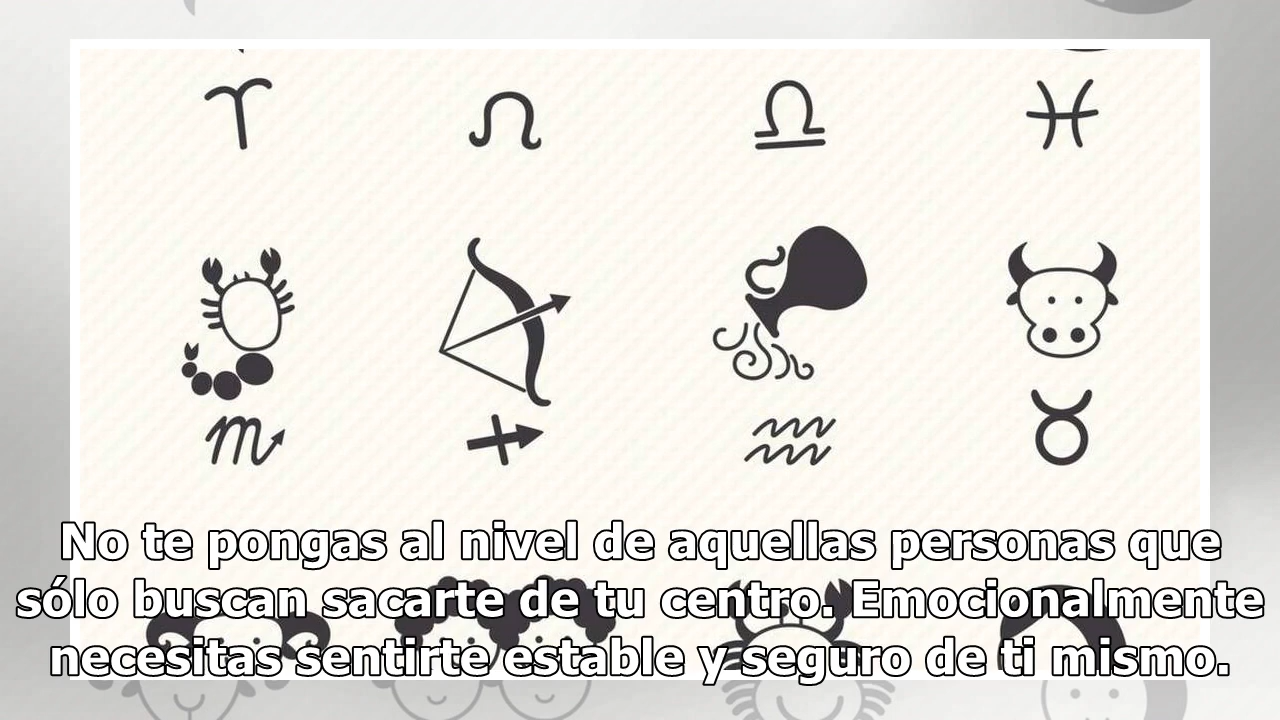 No te pongas al nivel de aquellas personas que
sólo buscan sacarte de tu centro. Emocionalmente
necesitas sentirte estable y seguro de ti mismo.